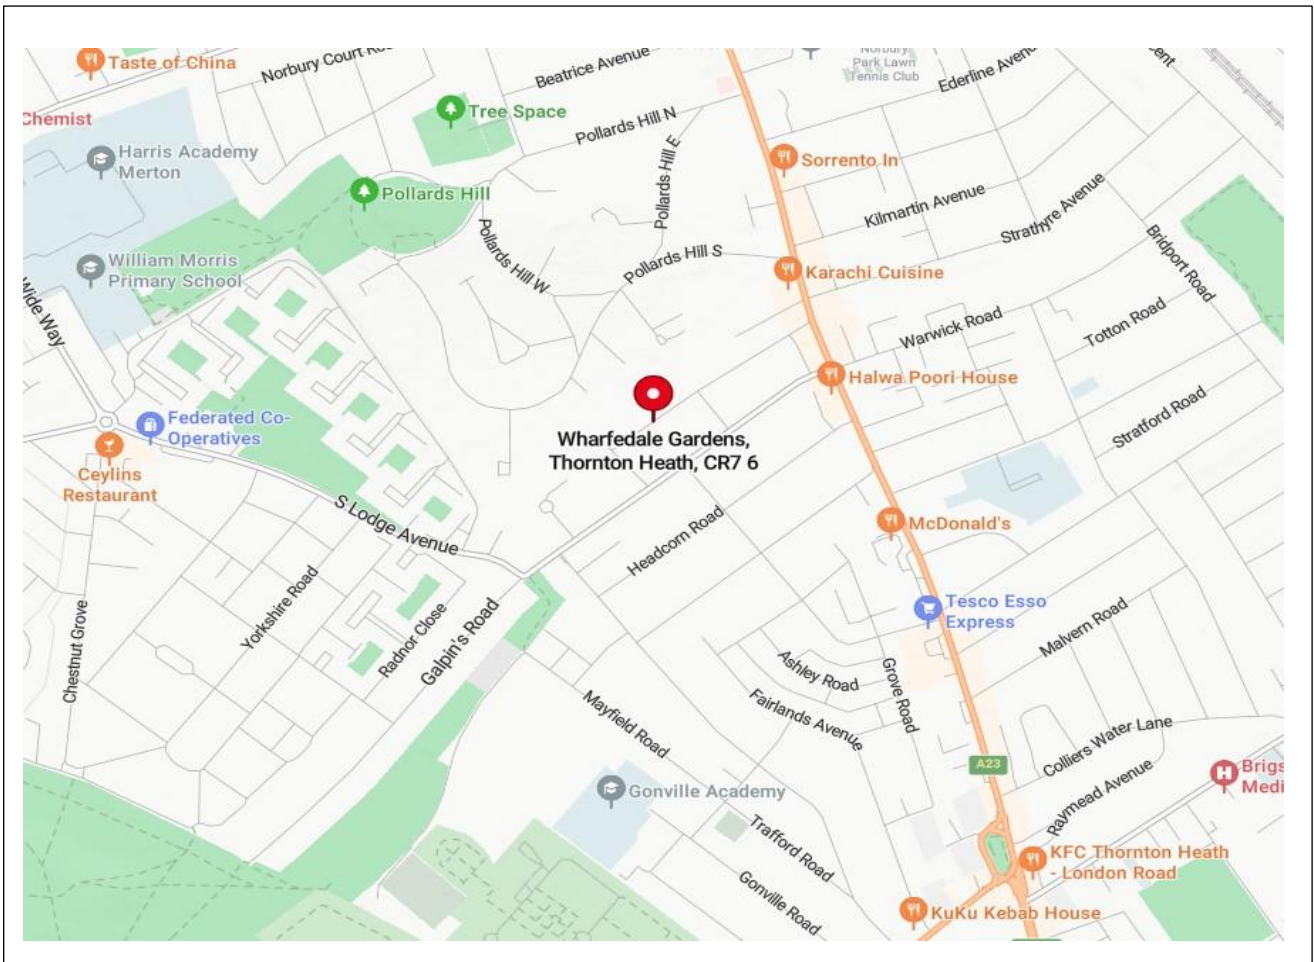 Taste of China
Norbury Court Ro
Beatrice Avenue
Norbury
Park Lawn
Tennis Club
Ederline Avenu
cent
Chemist
Tree Space
Pollards Hill N
Harris Academy
Merton
Pollards Hill E
Sorrento In
Pollards Hill
Kilmartin Avenue
Strathyre Avenue
Bridport Road
Pollards Hill W
Pollards Hill S
William Morris
Primary School
Karachi Cuisine
Wide Way
Warwick Road
Totton Road
Halwa Poori House
Federated Co-
Operatives
Wharfedale Gardens,
Thornton Heath, CR7 6
Stratford Road
Ceylins
Restaurant
S Lodge Avenue
Headcorn Road
McDonald's
Yorkshire Road
Radnor Close
Galpin's Road
Chestnut Grove
Tesco Esso
Express
Malvern Road
Ashley Road
Grove Road
Fairlands Avenue
Mayfield Road
Colliers Water Lane
A23
Raymead Avenue
Brigs
Medi
Gonville Academy
Trafford Road
KFC Thornton Heath
- London Road
Gonville Road
KuKu Kebab House